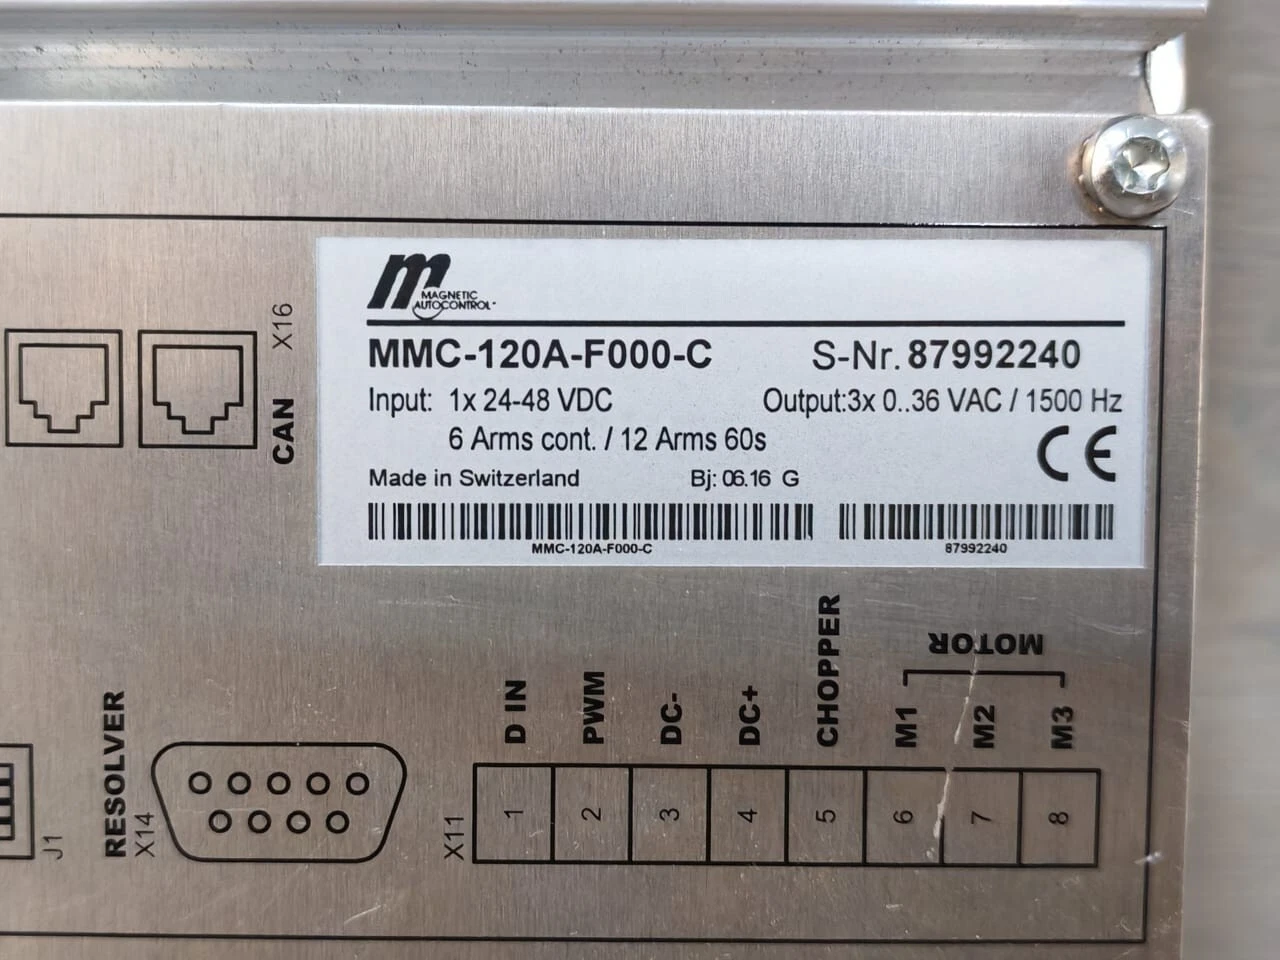 MAGNETIC
AUTOCONTROL
MMC-120A-F000-C S-Nr. 87992240
Input: 1x 24-48 VDC Output:3x 0..36 VAC / 1500 Hz
6 Arms cont. / 12 Arms 60s
Made in Switzerland Bj: 06.16 G
CE
MMC-120A-F000-C 87992240
X16
CAN
RESOLVER
X14
J1
X11
D IN
PWM
DC-
DC+
CHOPPER
MOTOR
M1
M2
M3
1 2 3 4 5 6 7 8